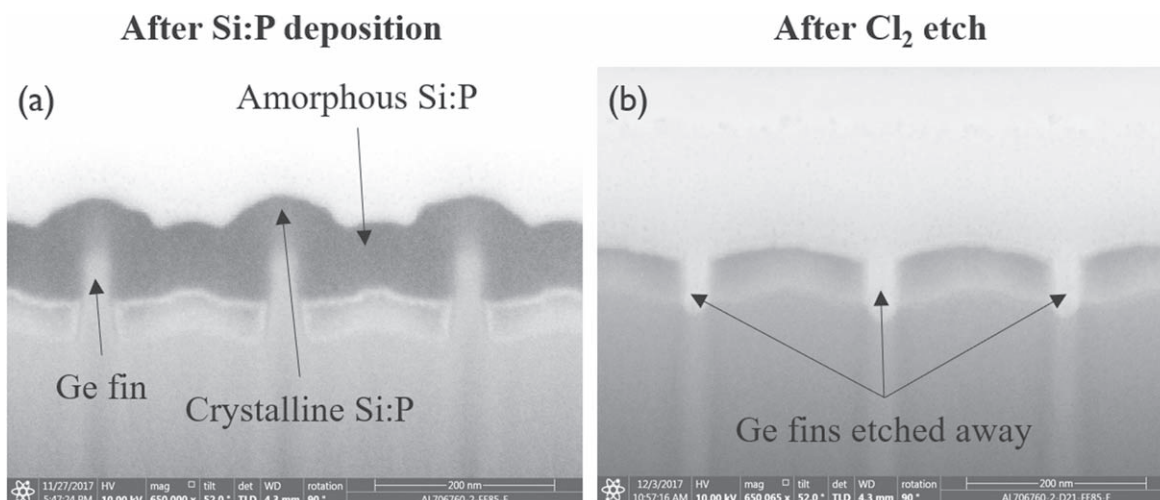 After Si:P deposition
After Cl₂ etch
(a)
Amorphous Si:P
Ge fin
Crystalline Si:P
11/27/2017 HV mag □ tilt det WD rotation
5:47:24 PM 10.00 kV 650 000 x 52.0 ° TLD 4.3 mm 90 °
200 nm
(b)
Ge fins etched away
12/3/2017 HV mag □ tilt det WD rotation
10:57:16 AM 10.00 kV 650 065 x 52.0 ° TLD 4.3 mm 90 °
200 nm